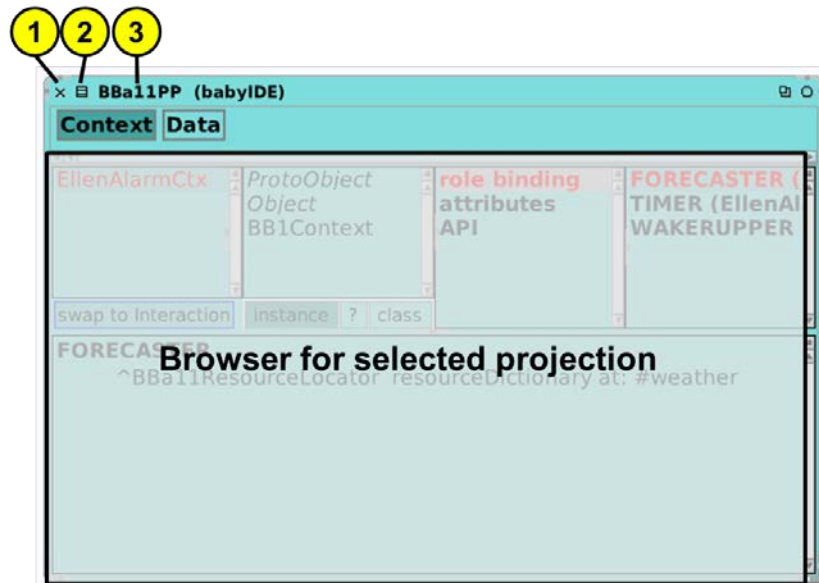 1 2 3
BBa11PP (babyIDE)
Context Data
EllenAlarmCtx ProtoObject role binding FORECASTER (
Object attributes TIMER (EllenAl
BB1Context API WAKERUPPER
swap to Interaction instance ? class
FORECASTER
Browser for selected projection
^BBa11ResourceLocator resourceDictionary at: #weather